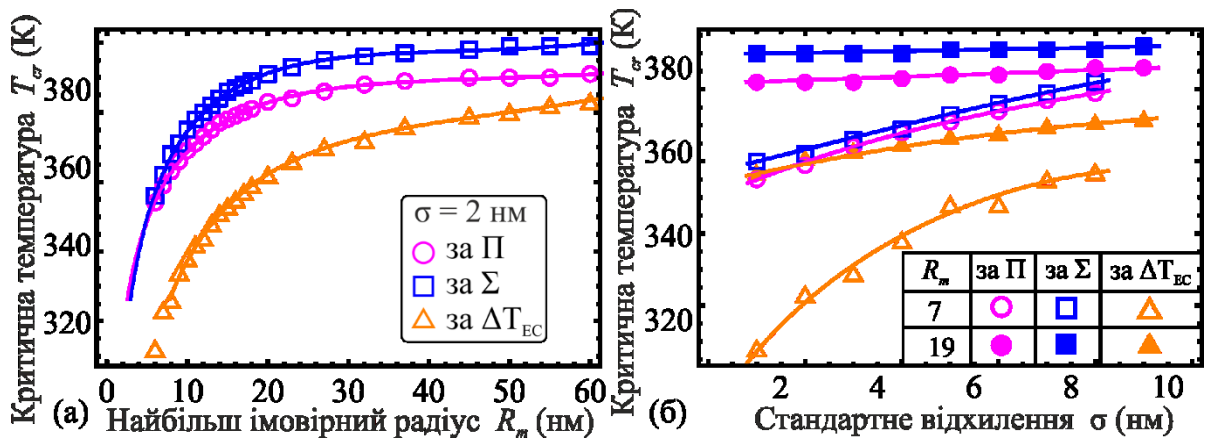 Критична температура T_cr (К)
380
360
340
320
0 10 20 30 40 50 60
σ = 2 нм
за П
за Σ
за ΔT_EC
(а) Найбільш імовірний радіус R_m (нм)
Критична температура T_cr (К)
380
360
340
320
2 4 6 8 10
R_m за П за Σ за ΔT_EC
7
19
(б) Стандартне відхилення σ (нм)